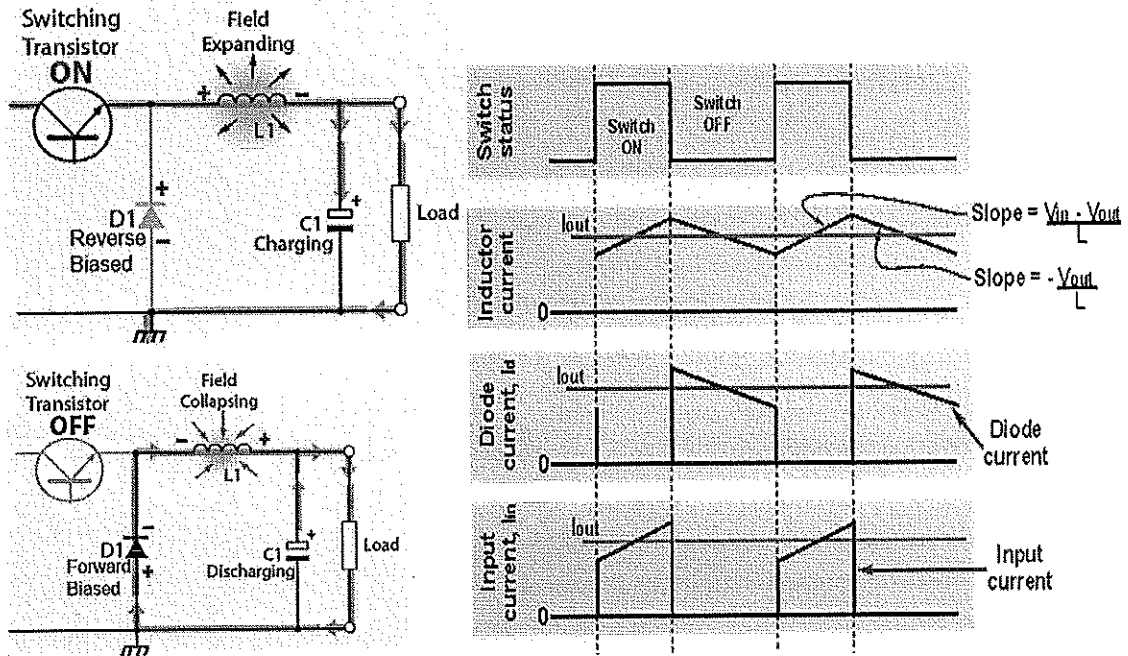 Switching
Transistor
ON
Field
Expanding
+
-
L1
+
D1
Reverse
Biased
-
+
C1
Charging
Load
Switching
Transistor
OFF
Field
Collapsing
-
+
L1
-
D1
Forward
Biased
+
+
C1
Discharging
Load
Switch
status
Switch
ON
Switch
OFF
Inductor
current
Iout
0
Slope = Vin - Vout
L
Slope = - Vout
L
Diode
current, Id
Iout
0
Diode
current
Input
current, Iin
Iout
0
Input
current